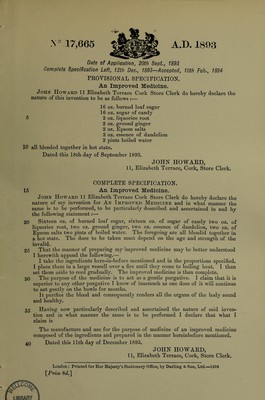 Nº 17,665 A.D. 1893
Date of Application, 20th Sept., 1893
Complete Specification Left, 12th Dec., 1893—Accepted, 10th Feb., 1894
PROVISIONAL SPECIFICATION.
An Improved Medicine.
JOHN HOWARD 11 Elizabeth Terrace Cork Store Clerk do hereby declare the
nature of this invention to be as follows :—
16 oz. burned loaf sugar
16 oz. sugar of candy
5 2 oz. liquorice root
2 oz. ground ginger
2 oz. Epsom salts
2 oz. essence of dandelion
2 pints boiled water
10 all blended together in hot state.
Dated this 18th day of September 1893.
JOHN HOWARD,
11, Elizabeth Terrace, Cork, Store Clerk.
COMPLETE SPECIFICATION.
15 An Improved Medicine.
JOHN HOWARD 11 Elizabeth Terrace Cork Store Clerk do hereby declare the
nature of my invention for AN IMPROVED MEDICINE and in what manner the
same is to be performed, to be particularly described and ascertained in and by
the following statement :—
20 Sixteen oz. of burned loaf sugar, sixteen oz. of sugar of candy two oz. of
liquorice root, two oz. ground ginger, two oz. essence of dandelion, two oz. of
Epsom salts two pints of boiled water. The foregoing are all blended together in
a hot state. The dose to be taken must depend on the age and strength of the
invalid.
25 That the manner of preparing my improved medicine may be better understood
I herewith append the following.—
I take the ingredients here-in-before mentioned and in the proportions specified.
I place them in a large vessell over a fire until they come to boiling heat. I then
set them aside to cool gradually. The improved medicine is then complete.
30 The purpose of the medicine is to act as a gentle purgative. I claim that it is
superior to any other purgative I know of inasmuch as one dose of it will continue
to act gently on the bowels for months.
It purifies the blood and consequently renders all the organs of the body sound
and healthy.
35 Having now particularly described and ascertained the nature of said invention
and in what manner the same is to be performed I declare that what I
claim is
The manufacture and use for the purpose of medicine of an improved medicine
composed of the ingredients and prepared in the manner hereinbefore mentioned.
40 Dated this 11th day of December 1893.
JOHN HOWARD,
11, Elizabeth Terrace, Cork, Store Clerk.
London : Printed for Her Majesty's Stationery Office, by Darling & Son, Ltd.—1894
[Price 8d.]
LIBRARY